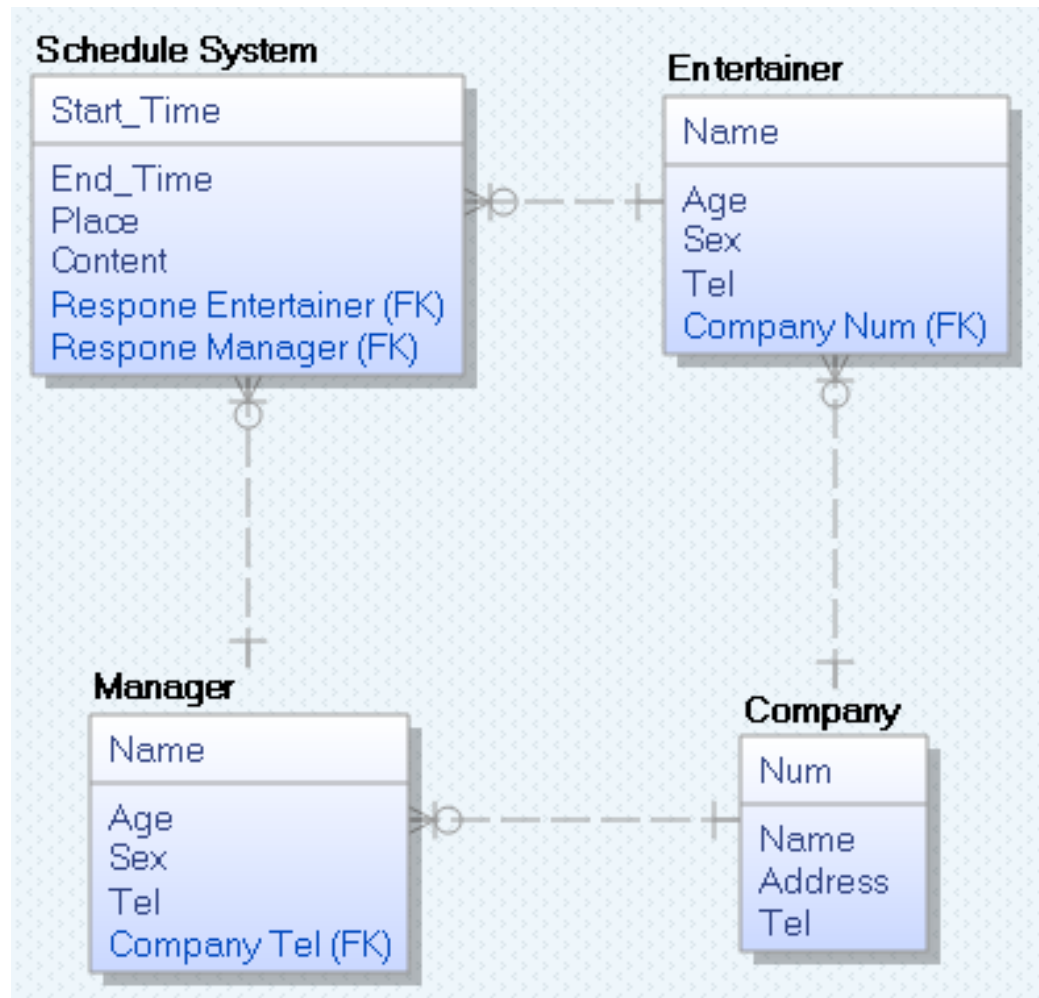 Schedule System
Start_Time
End_Time
Place
Content
Respone Entertainer (FK)
Respone Manager (FK)
Entertainer
Name
Age
Sex
Tel
Company Num (FK)
Manager
Name
Age
Sex
Tel
Company Tel (FK)
Company
Num
Name
Address
Tel